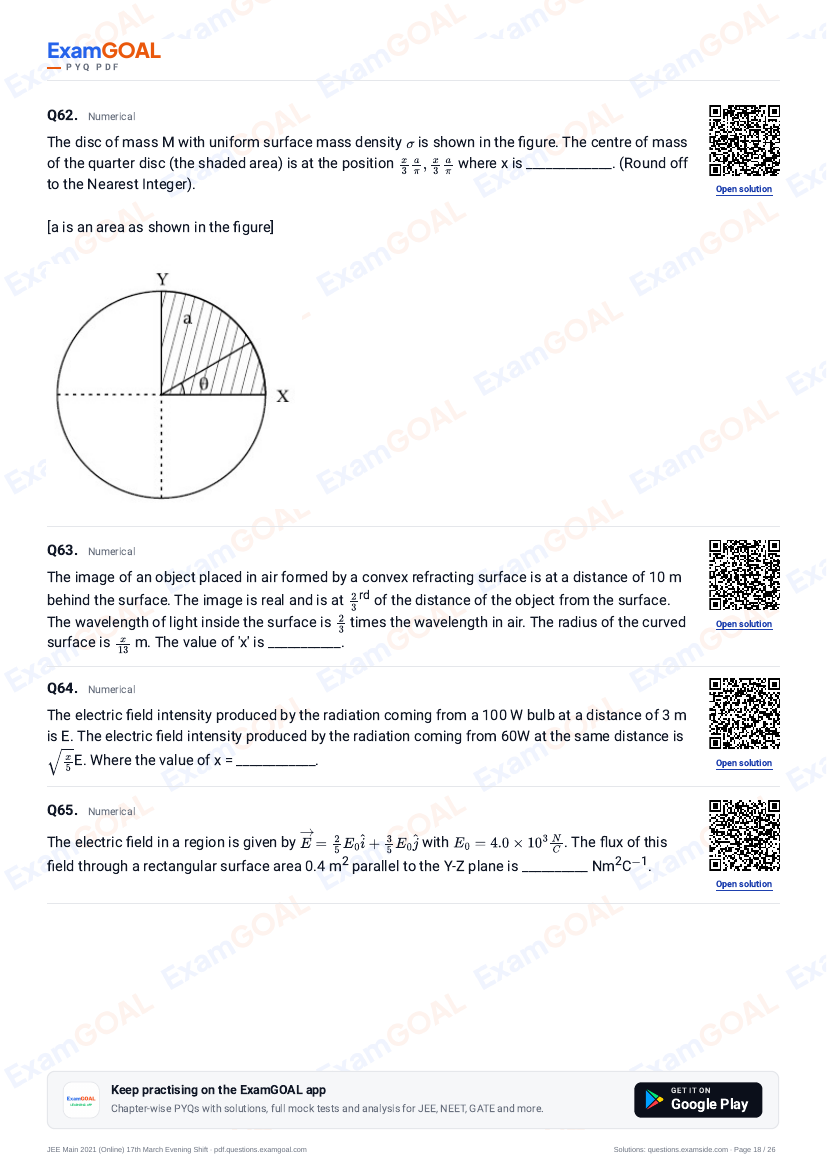 ExamGOAL
PYQ PDF
Q62. Numerical
The disc of mass M with uniform surface mass density σ is shown in the figure. The centre of mass
of the quarter disc (the shaded area) is at the position x/3 a/π, x/3 a/π where x is _____________. (Round off
to the Nearest Integer).
Open solution
[a is an area as shown in the figure]
Y
a
θ
X
Q63. Numerical
The image of an object placed in air formed by a convex refracting surface is at a distance of 10 m
behind the surface. The image is real and is at 2/3 rd of the distance of the object from the surface.
The wavelength of light inside the surface is 2/3 times the wavelength in air. The radius of the curved
surface is x/13 m. The value of 'x' is ___________.
Open solution
Q64. Numerical
The electric field intensity produced by the radiation coming from a 100 W bulb at a distance of 3 m
is E. The electric field intensity produced by the radiation coming from 60W at the same distance is
√(x/5)E. Where the value of x = ____________.
Open solution
Q65. Numerical
The electric field in a region is given by E⃗ = 2/5 E₀î + 3/5 E₀ĵ with E₀ = 4.0 × 10³ N/C. The flux of this
field through a rectangular surface area 0.4 m² parallel to the Y-Z plane is __________ Nm²C⁻¹.
Open solution
Keep practising on the ExamGOAL app
Chapter-wise PYQs with solutions, full mock tests and analysis for JEE, NEET, GATE and more.
GET IT ON
Google Play
JEE Main 2021 (Online) 17th March Evening Shift · pdf.questions.examgoal.com
Solutions: questions.examside.com · Page 18 / 26